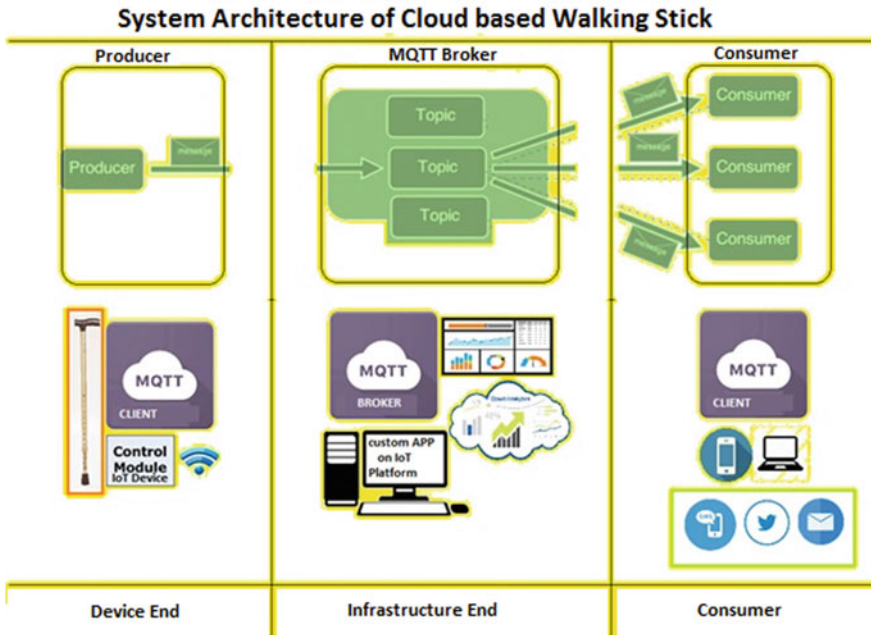 System Architecture of Cloud based Walking Stick
Producer
MQTT Broker
Consumer
Producer
Topic
Topic
Topic
Consumer
Consumer
Consumer
MQTT
CLIENT
Control
Module
IoT Device
MQTT
BROKER
custom APP
on IoT
Platform
MQTT
CLIENT
Device End
Infrastructure End
Consumer